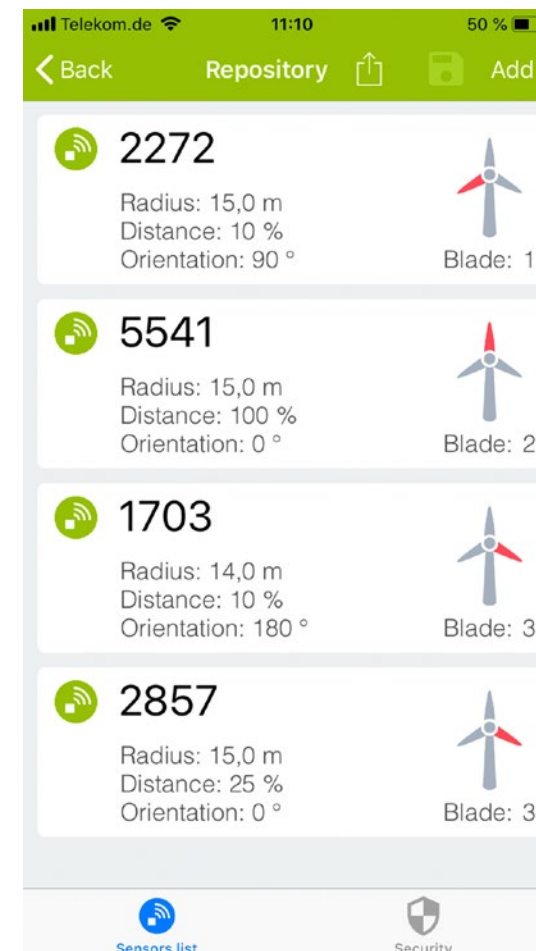 Telekom.de 11:10 50 %
Back Repository Add
2272
Radius: 15,0 m
Distance: 10 %
Orientation: 90 °
Blade: 1
5541
Radius: 15,0 m
Distance: 100 %
Orientation: 0 °
Blade: 2
1703
Radius: 14,0 m
Distance: 10 %
Orientation: 180 °
Blade: 3
2857
Radius: 15,0 m
Distance: 25 %
Orientation: 0 °
Blade: 3
Sensors list Security